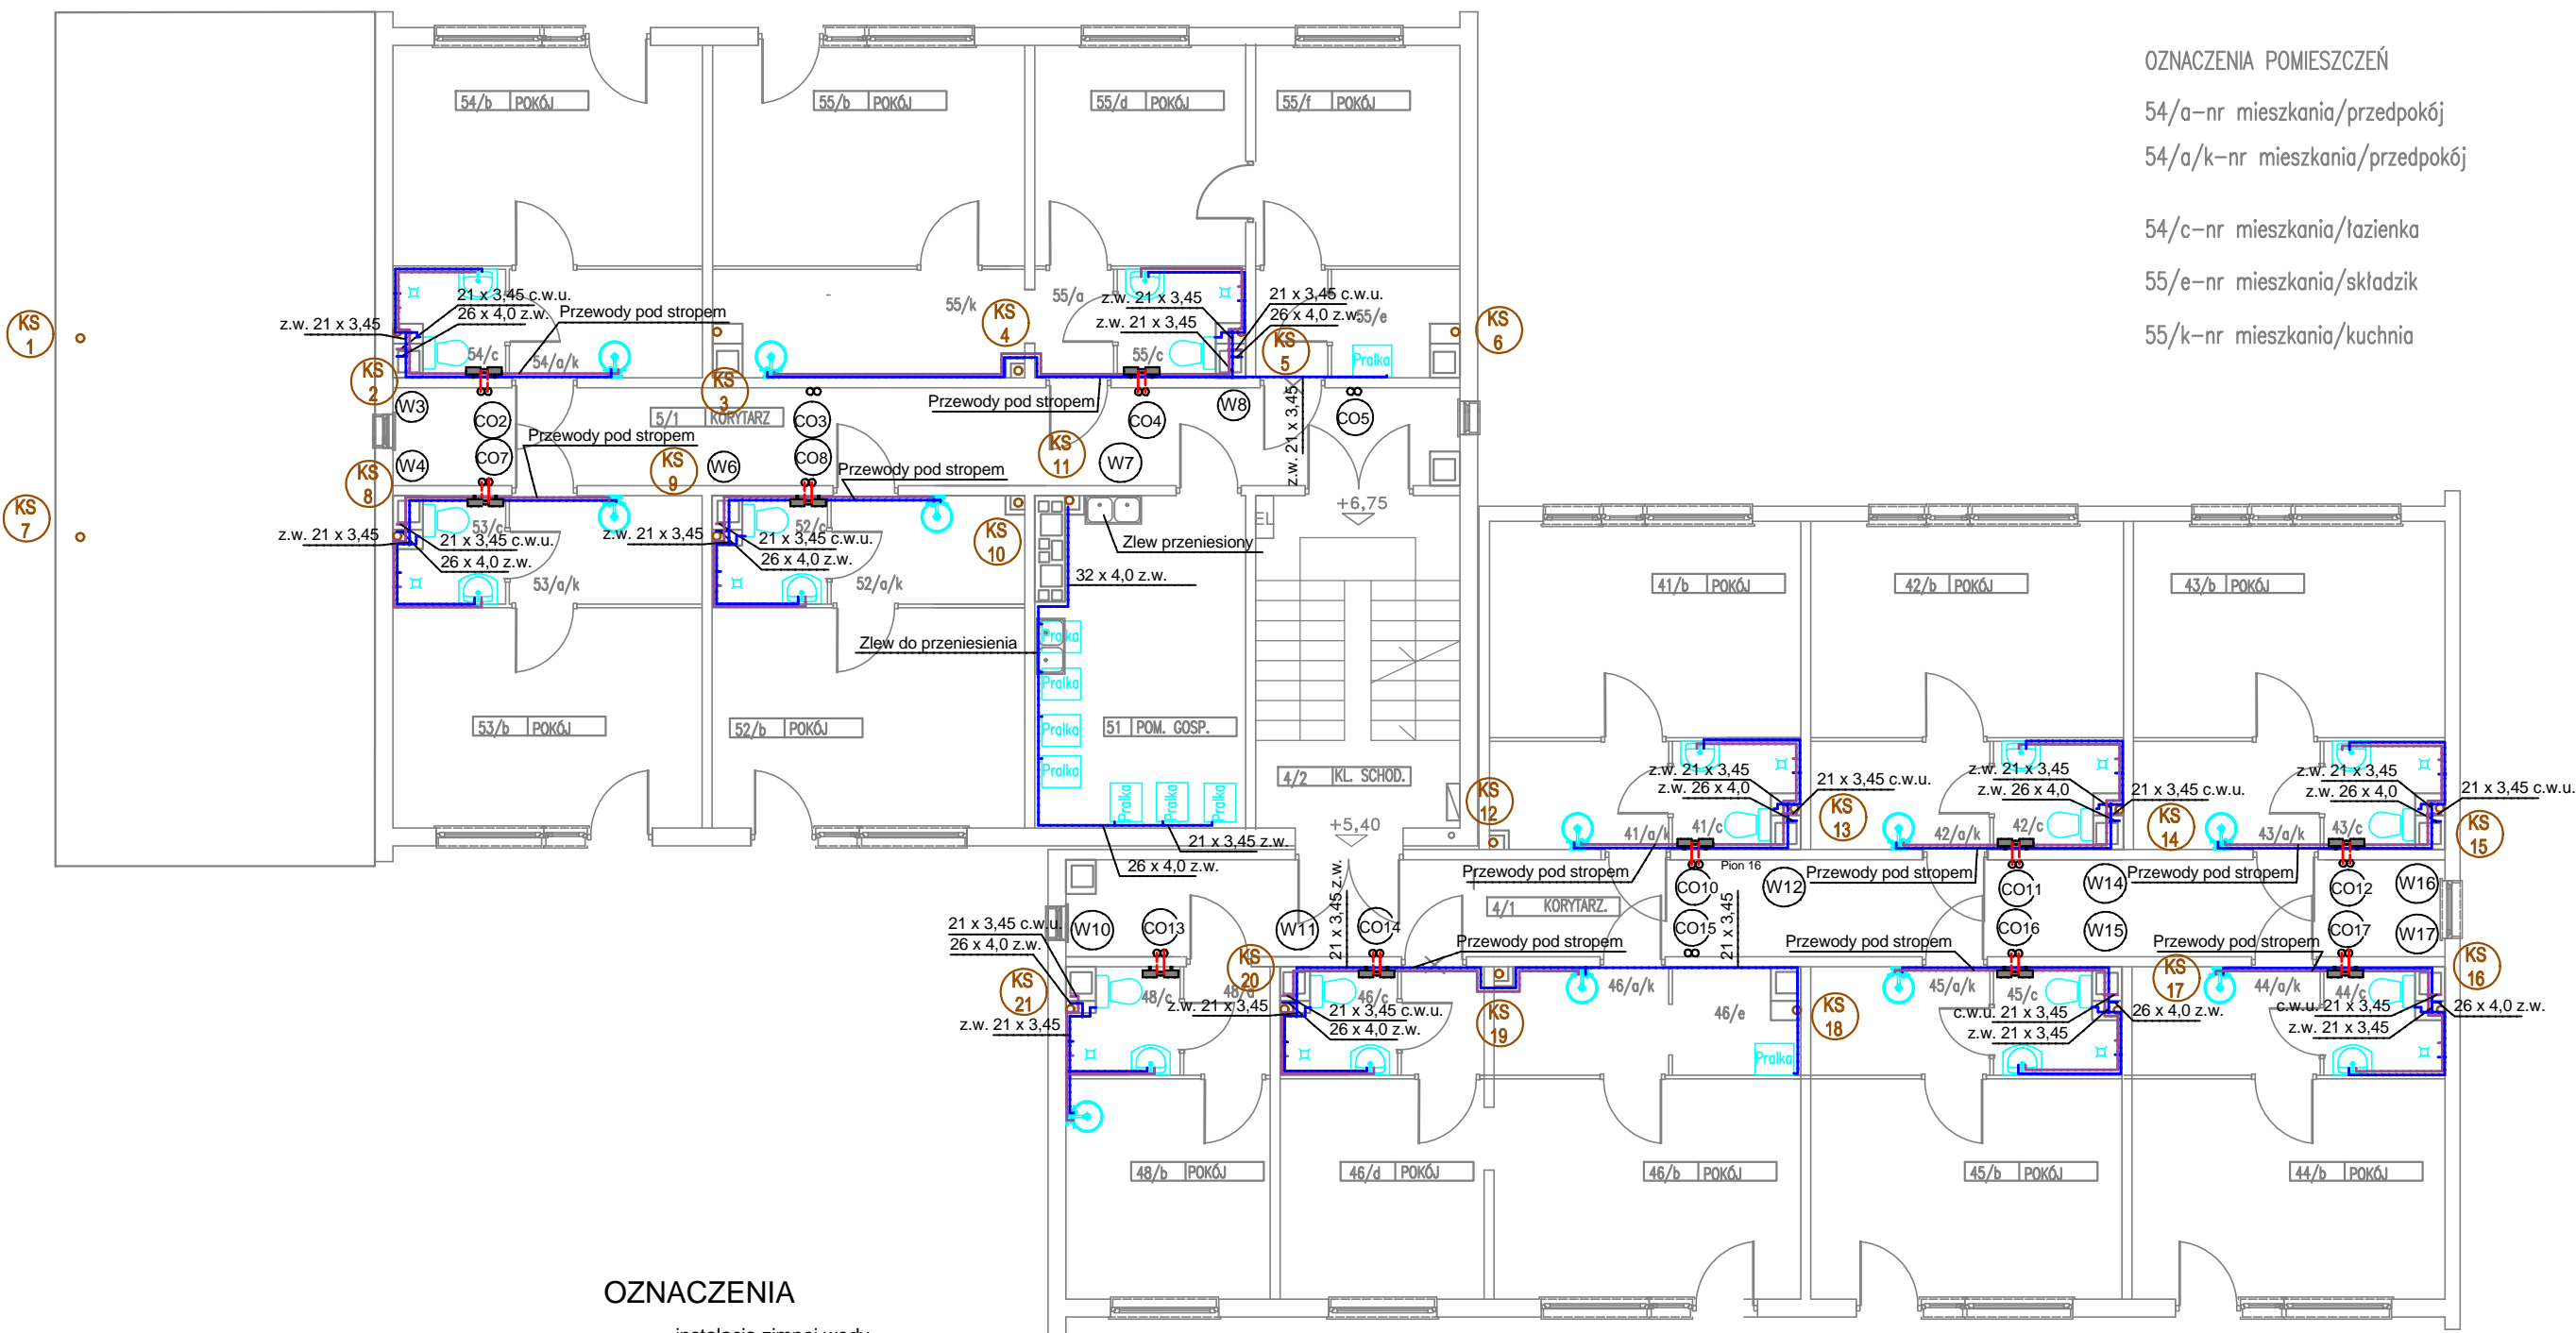 OZNACZENIA POMIESZCZEŃ
54/a-nr mieszkania/przedpokój
54/a/k-nr mieszkania/przedpokój
54/c-nr mieszkania/łazienka
55/e-nr mieszkania/składzik
55/k-nr mieszkania/kuchnia
54/b POKÓJ
55/b POKÓJ
55/d POKÓJ
55/f POKÓJ
KS 1
z.w. 21 x 3,45
21 x 3,45 c.w.u.
26 x 4,0 z.w.
Przewody pod stropem
54/c
54/a/k
KS 2
KS 3
55/k
KS 4
55/a
z.w. 21 x 3,45
z.w. 21 x 3,45
55/c
21 x 3,45 c.w.u.
26 x 4,0 z.w.
55/e
KS 5
Pralka
KS 6
W3
CO2
5/1 KORYTARZ
CO3
Przewody pod stropem
CO4
W8
z.w. 21 x 3,45
CO5
W4
CO7
Przewody pod stropem
KS 9
W6
CO8
Przewody pod stropem
KS 11
W7
KS 8
KS 7
z.w. 21 x 3,45
53/c
21 x 3,45 c.w.u.
26 x 4,0 z.w.
53/a/k
z.w. 21 x 3,45
52/c
21 x 3,45 c.w.u.
26 x 4,0 z.w.
52/a/k
KS 10
Zlew przeniesiony
EL
+6,75
32 x 4,0 z.w.
Zlew do przeniesienia
Pralka
Pralka
Pralka
Pralka
Pralka
Pralka
Pralka
53/b POKÓJ
52/b POKÓJ
51 POM. GOSP.
4/2 KL. SCHOD.
+5,40
21 x 3,45 z.w.
26 x 4,0 z.w.
41/b POKÓJ
42/b POKÓJ
43/b POKÓJ
KS 12
z.w. 21 x 3,45
z.w. 26 x 4,0
21 x 3,45 c.w.u.
41/a/k
41/c
KS 13
z.w. 21 x 3,45
z.w. 26 x 4,0
21 x 3,45 c.w.u.
42/a/k
42/c
KS 14
z.w. 21 x 3,45
z.w. 26 x 4,0
21 x 3,45 c.w.u.
43/a/k
43/c
KS 15
Przewody pod stropem
Pion 16
Przewody pod stropem
Przewody pod stropem
CO10
W12
CO11
W14
CO12
W16
4/1 KORYTARZ.
21 x 3,45 c.w.u.
26 x 4,0 z.w.
W10
CO13
W11
21 x 3,45 z.w.
CO14
CO15
21 x 3,45
CO16
W15
CO17
W17
Przewody pod stropem
Przewody pod stropem
Przewody pod stropem
KS 21
z.w. 21 x 3,45
48/c
48/a
KS 20
z.w. 21 x 3,45
46/c
21 x 3,45 c.w.u.
26 x 4,0 z.w.
KS 19
46/a/k
46/e
Pralka
KS 18
45/a/k
45/c
c.w.u. 21 x 3,45
z.w. 21 x 3,45
26 x 4,0 z.w.
KS 17
44/a/k
44/c
c.w.u. 21 x 3,45
z.w. 21 x 3,45
26 x 4,0 z.w.
KS 16
48/b POKÓJ
46/d POKÓJ
46/b POKÓJ
45/b POKÓJ
44/b POKÓJ
OZNACZENIA
instalacja zimnej wody